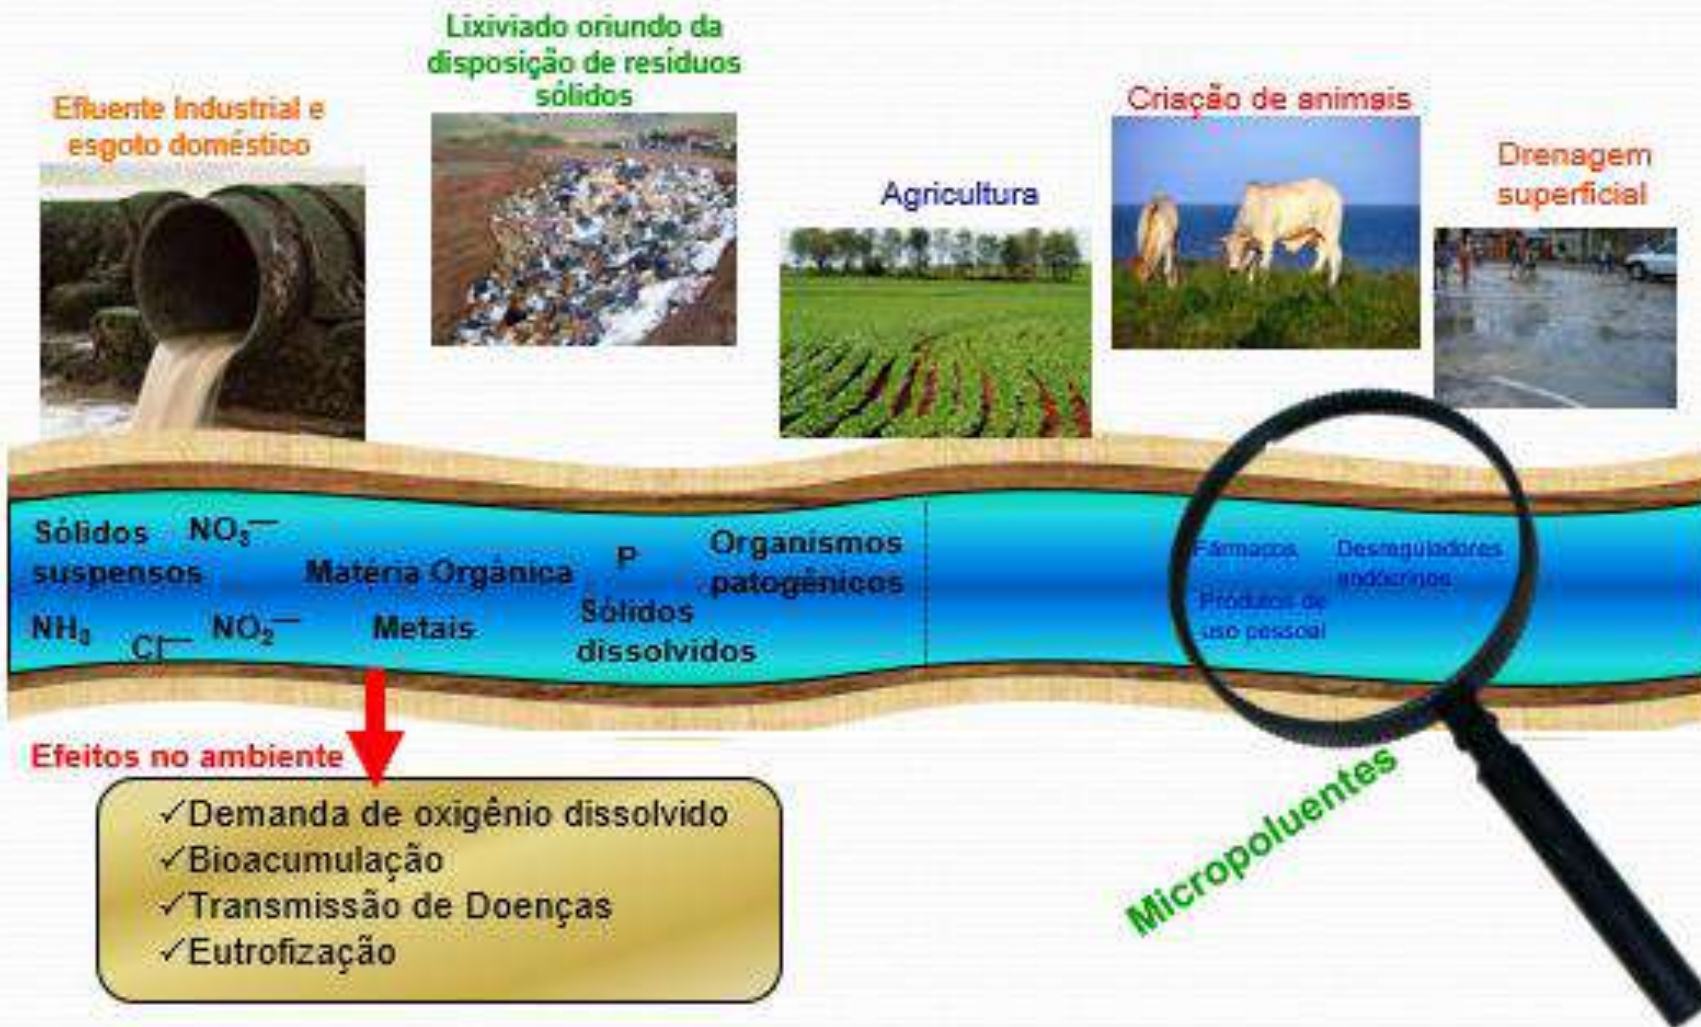 Efluente Industrial e
esgoto doméstico
Lixiviado oriundo da
disposição de resíduos
sólidos
Agricultura
Criação de animais
Drenagem
superficial
Sólidos
suspensos
NO₃⁻
NH₃
Cl⁻
NO₂⁻
Matéria Orgânica
Metais
P
Sólidos
dissolvidos
Organismos
patogênicos
Fármacos
Desreguladores
endócrinos
Produtos de
uso pessoal
Efeitos no ambiente
✓Demanda de oxigênio dissolvido
✓Bioacumulação
✓Transmissão de Doenças
✓Eutrofização
Micropoluentes